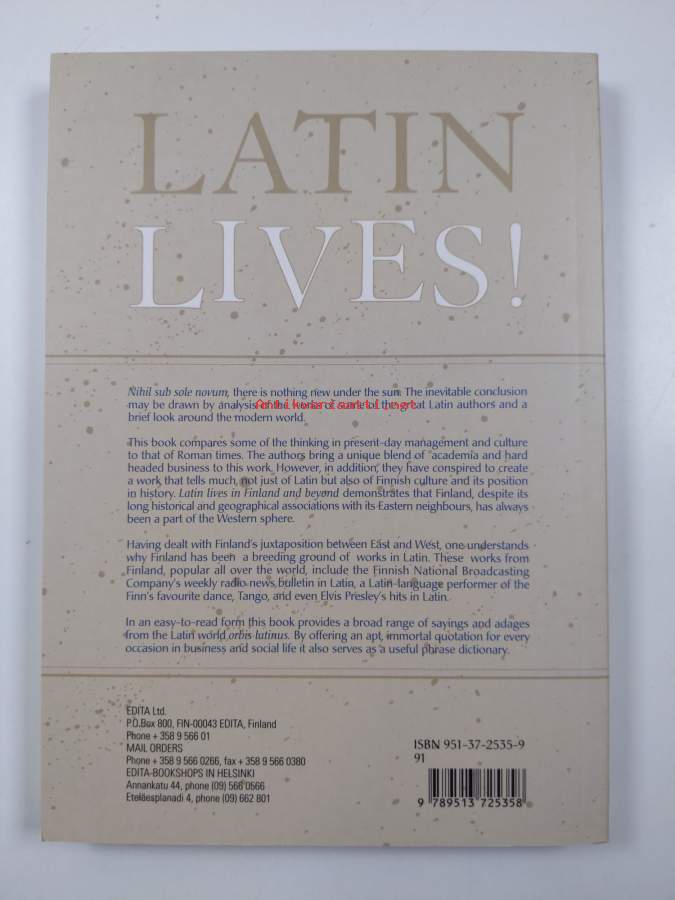 LATIN
LIVES!
Nihil sub sole novum, there is nothing new under the sun. The inevitable conclusion
may be drawn by analysis of the works of some of the great Latin authors and a
brief look around the modern world.
This book compares some of the thinking in present-day management and culture
to that of Roman times. The authors bring a unique blend of academia and hard
headed business to this work. However, in addition, they have conspired to create
a work that tells much, not just of Latin but also of Finnish culture and its position
in history. Latin lives in Finland and beyond demonstrates that Finland, despite its
long historical and geographical associations with its Eastern neighbours, has always
been a part of the Western sphere.
Having dealt with Finland's juxtaposition between East and West, one understands
why Finland has been a breeding ground of works in Latin. These works from
Finland, popular all over the world, include the Finnish National Broadcasting
Company's weekly radio news bulletin in Latin, a Latin-language performer of the
Finn's favourite dance, Tango, and even Elvis Presley's hits in Latin.
In an easy-to-read form this book provides a broad range of sayings and adages
from the Latin world orbis latinus. By offering an apt, immortal quotation for every
occasion in business and social life it also serves as a useful phrase dictionary.
EDITA Ltd.
P.O.Box 800, FIN-00043 EDITA, Finland
Phone + 358 9 566 01
MAIL ORDERS
Phone + 358 9 566 0266, fax + 358 9 566 0380
EDITA-BOOKSHOPS IN HELSINKI
Annankatu 44, phone (09) 566 0566
Eteläesplanadi 4, phone (09) 662 801
ISBN 951-37-2535-9
91
9 789513 725358